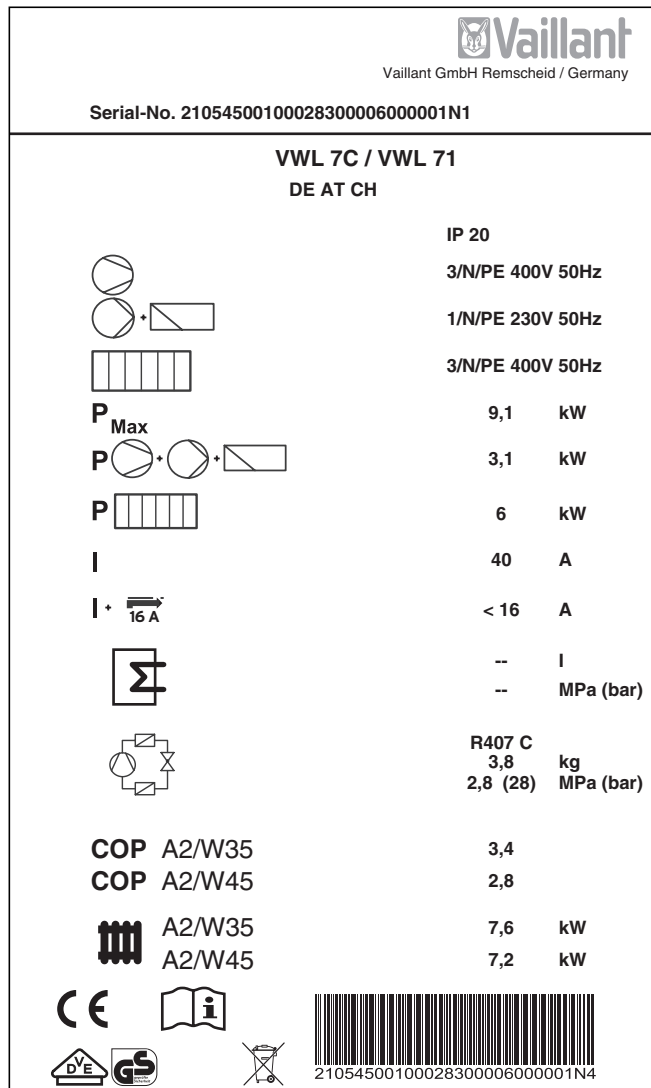 Vaillant
Vaillant GmbH Remscheid / Germany
Serial-No. 21054500100028300006000001N1
VWL 7C / VWL 71
DE AT CH
IP 20
3/N/PE 400V 50Hz
+ 1/N/PE 230V 50Hz
3/N/PE 400V 50Hz
P Max 9,1 kW
P + + 3,1 kW
P 6 kW
I 40 A
I + 16 A < 16 A
-- l
-- MPa (bar)
R407 C
3,8 kg
2,8 (28) MPa (bar)
COP A2/W35 3,4
COP A2/W45 2,8
A2/W35 7,6 kW
A2/W45 7,2 kW
CE i
DVE GS geprüfte Sicherheit
21054500100028300006000001N4